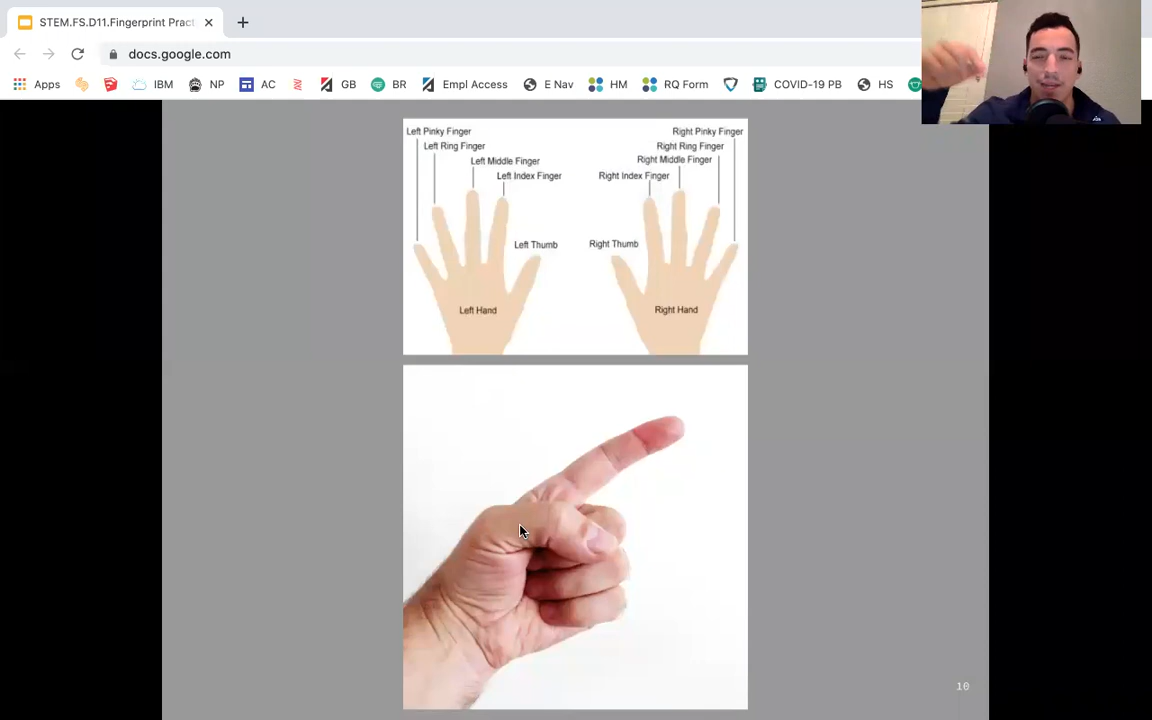 STEM.FS.D11.Fingerprint Pract
docs.google.com
Apps IBM NP AC GB BR Empl Access E Nav HM RQ Form COVID-19 PB HS
Left Pinky Finger Right Pinky Finger
Left Ring Finger Right Ring Finger
Left Middle Finger Right Middle Finger
Left Index Finger Right Index Finger
Left Thumb Right Thumb
Left Hand Right Hand
10